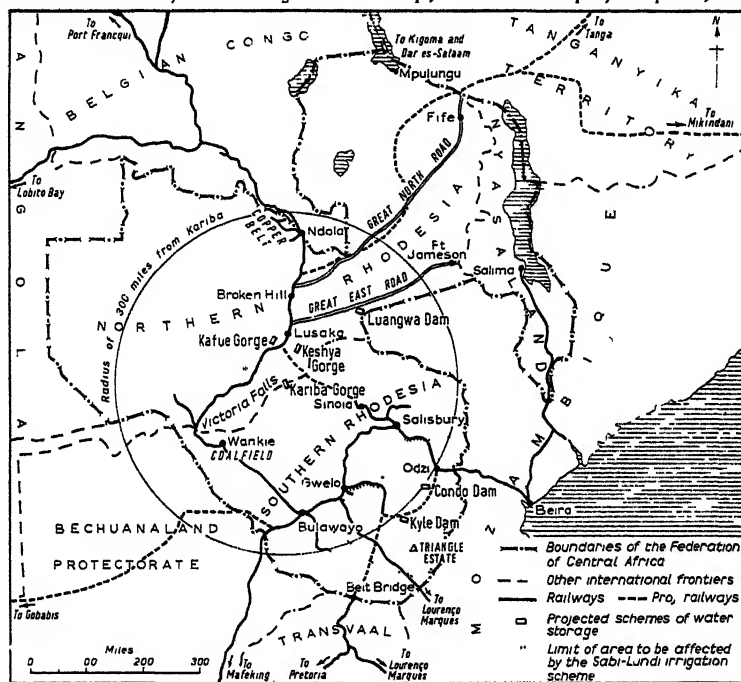 To
Port Francqui
BELGIAN CONGO
To Kigoma and
Dar es-Salaam
Mpulungu
To
Tanga
N
TANGANYIKA
TERRITORY
To
Mikindani
Fife
GREAT NORTH ROAD
NYASALAND
To
Lobito Bay
ANGOLA
COPPER
BELT
Ndola
Radius of 300 miles from Kariba
NORTHERN RHODESIA
Ft
Jameson
Salima
GREAT EAST ROAD
Broken Hill
Luangwa Dam
Lusaka
Kafue Gorge
Keshya
Gorge
Kariba Gorge
Victoria Falls
Sinoia
Salisbury
SOUTHERN RHODESIA
Wankie
COALFIELD
Gwelo
Odzi
Condo Dam
MOZAMBIQUE
Beira
Bulawayo
Kyle Dam
TRIANGLE
ESTATE
BECHUANALAND
PROTECTORATE
Beit Bridge
To
Lourenço
Marques
To Gobabis
TRANSVAAL
Miles
0 100 200 300
To
Mafeking
To
Pretoria
To
Lourenço
Marques
Boundaries of the Federation
of Central Africa
Other international frontiers
Railways
Pro, railways
Projected schemes of water
storage
Limit of area to be affected
by the Sabi-Lundi irrigation
scheme